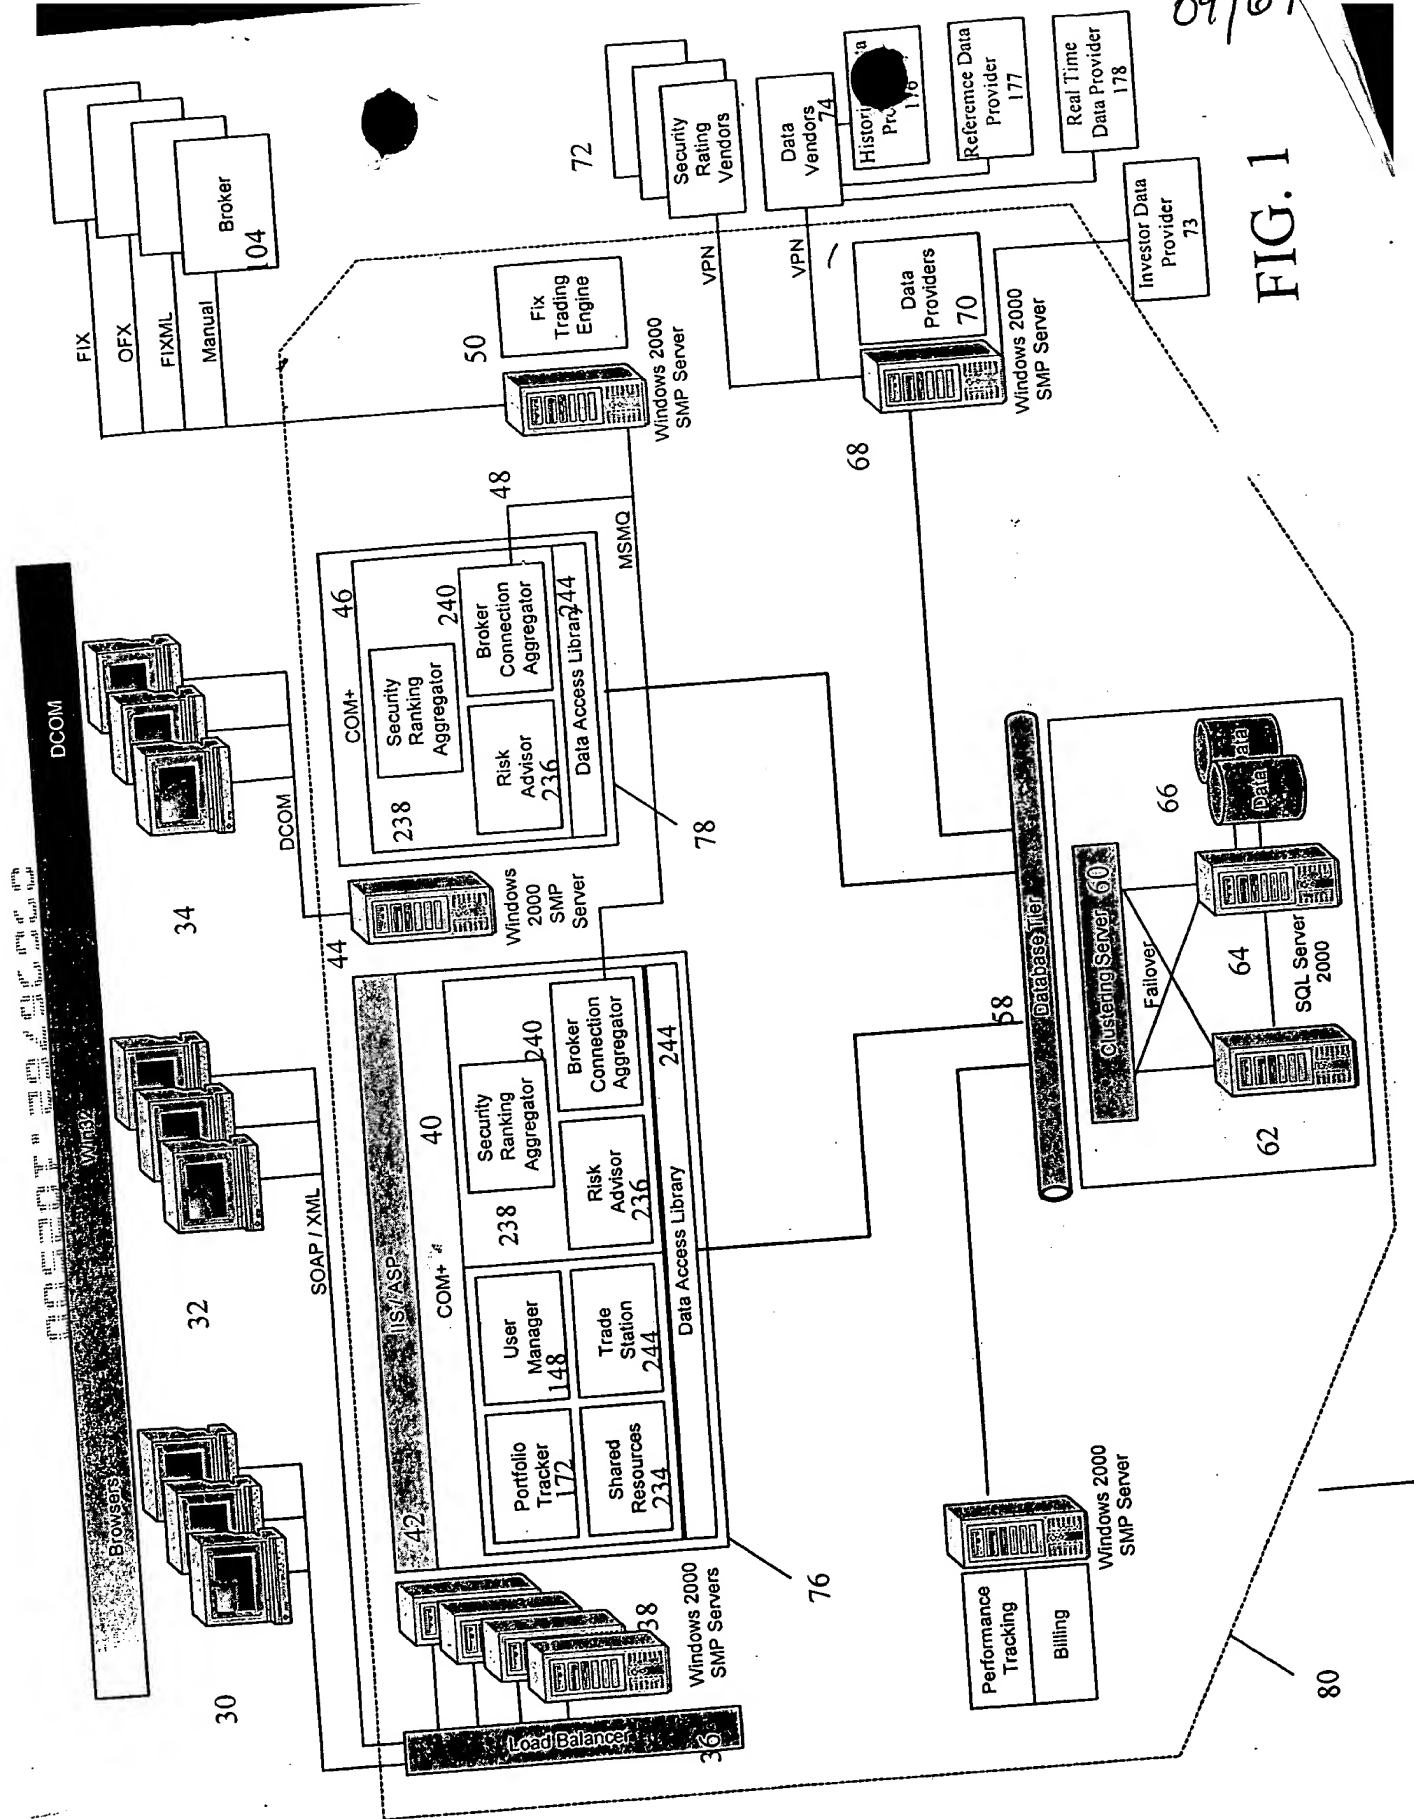 Browsers
Win32
DCOM
30
32
34
SOAP / XML
DCOM
FIX
OFX
FIXML
Manual
Broker
104
Load Balancer
36
38
Windows 2000
SMP Servers
42
IIS / ASP
40
COM+
Portfolio
Tracker
172
User
Manager
148
Shared
Resources
234
Trade
Station
244
238
Security
Ranking
Aggregator
240
Risk
Advisor
236
Broker
Connection
Aggregator
Data Access Library
244
76
44
Windows
2000
SMP
Server
COM+
46
238
Security
Ranking
Aggregator
240
Risk
Advisor
236
Broker
Connection
Aggregator
Data Access Library
244
78
48
MSMQ
50
Fix
Trading
Engine
Windows 2000
SMP Server
72
Security
Rating
Vendors
Data
Vendors
74
176
Reference Data
Provider
177
Real Time
Data Provider
178
VPN
VPN
Data
Providers
70
68
Windows 2000
SMP Server
Investor Data
Provider
73
58
Database Tier
Clustering Server
60
Failover
62
64
66
SQL Server
2000
Data
Data
Performance
Tracking
Billing
Windows 2000
SMP Server
80
FIG. 1